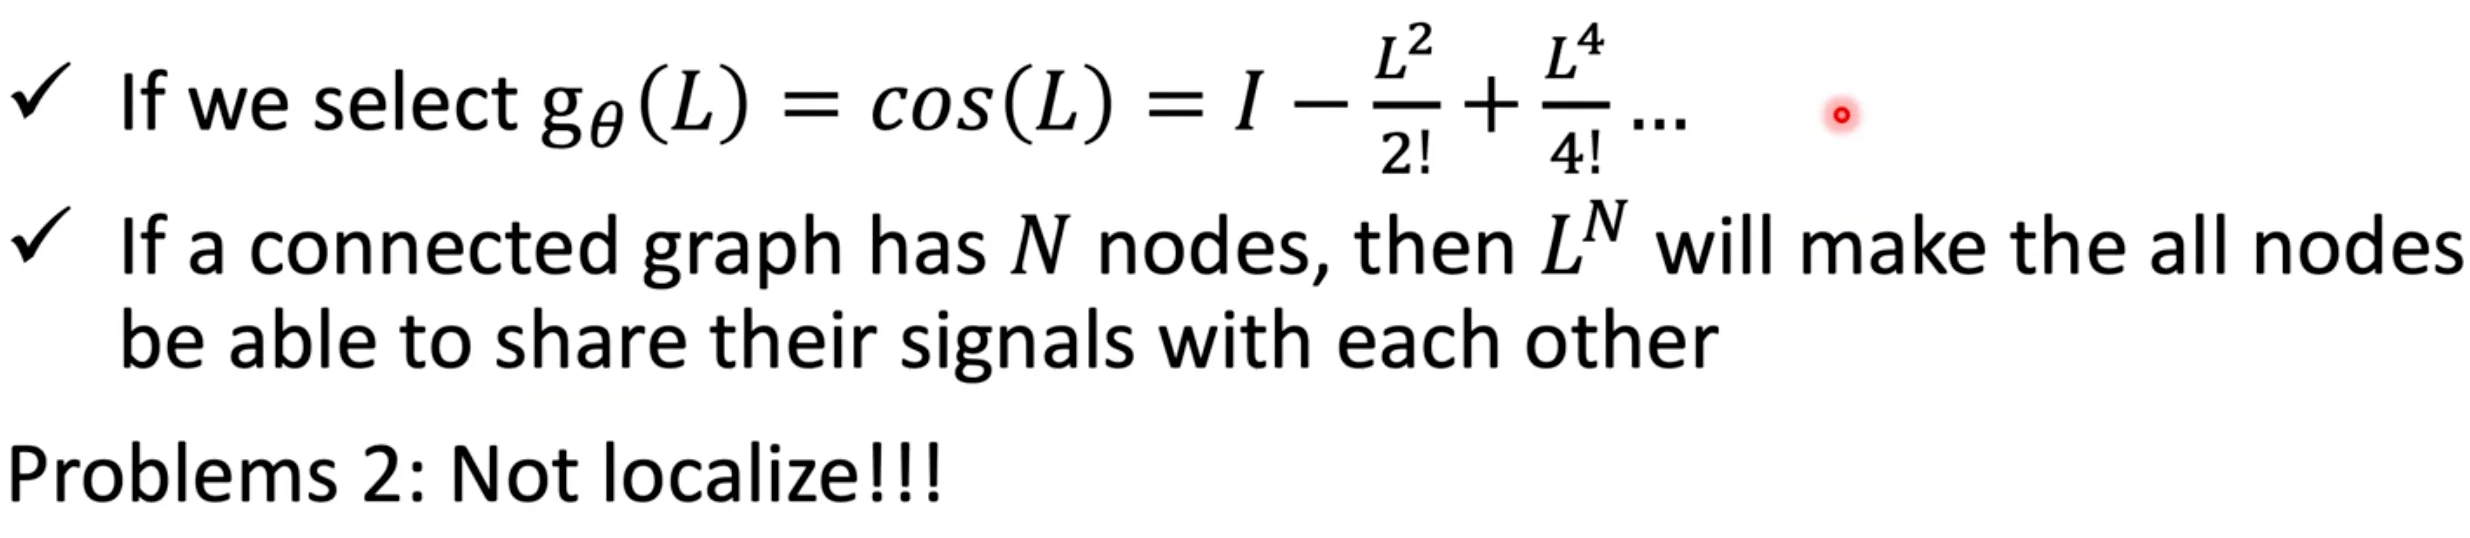 ✓ If we select g_θ(L) = cos(L) = I − L²/2! + L⁴/4! ...
✓ If a connected graph has N nodes, then L^N will make the all nodes
be able to share their signals with each other
Problems 2: Not localize!!!